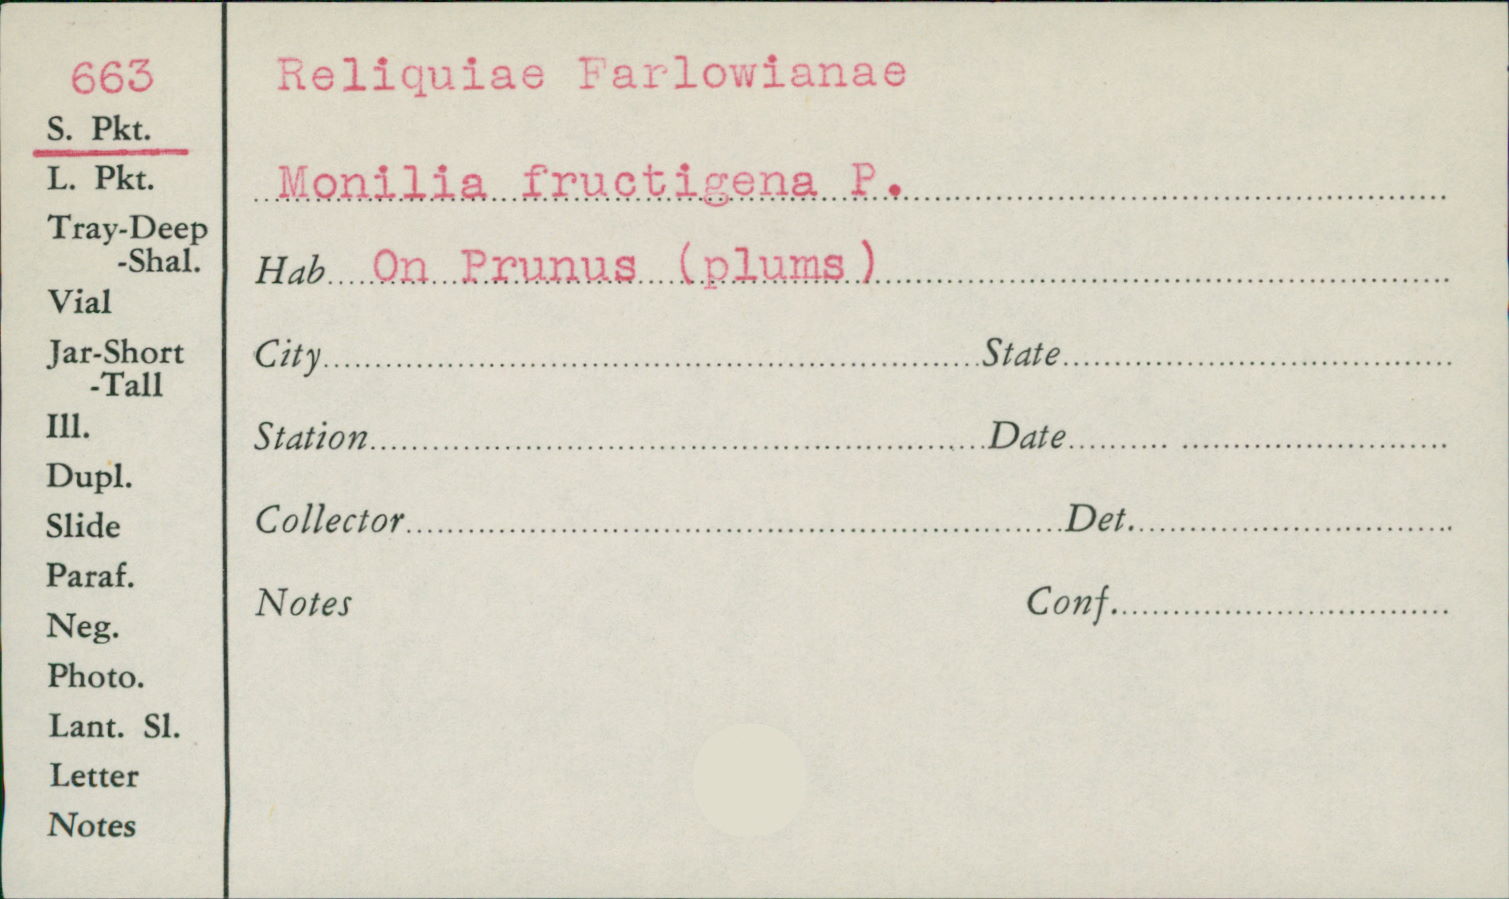 663
S. Pkt.
L. Pkt.
Tray-Deep
-Shal.
Vial
Jar-Short
-Tall
Ill.
Dupl.
Slide
Paraf.
Neg.
Photo.
Lant. Sl.
Letter
Notes
Reliquiae Farlowianae
Monilia fructigena P.
Hab. On Prunus (plums)
City State
Station Date
Collector Det.
Notes Conf.